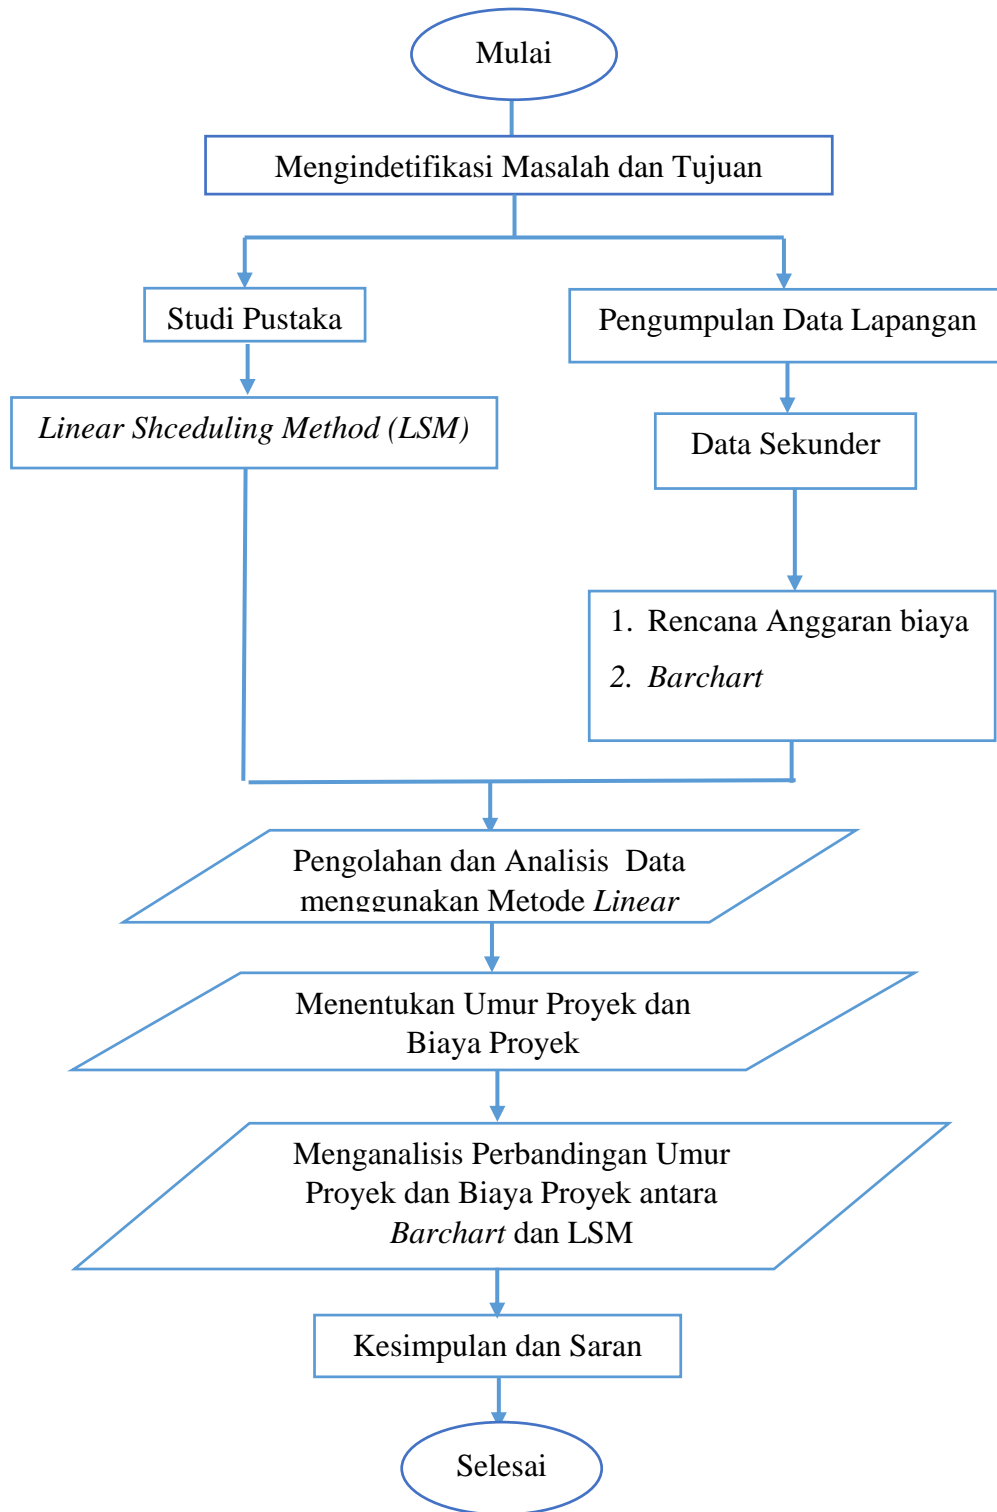 Mulai
Mengindetifikasi Masalah dan Tujuan
Studi Pustaka
Pengumpulan Data Lapangan
Linear Shceduling Method (LSM)
Data Sekunder
1. Rencana Anggaran biaya
2. Barchart
Pengolahan dan Analisis Data
menggunakan Metode Linear
Menentukan Umur Proyek dan
Biaya Proyek
Menganalisis Perbandingan Umur
Proyek dan Biaya Proyek antara
Barchart dan LSM
Kesimpulan dan Saran
Selesai